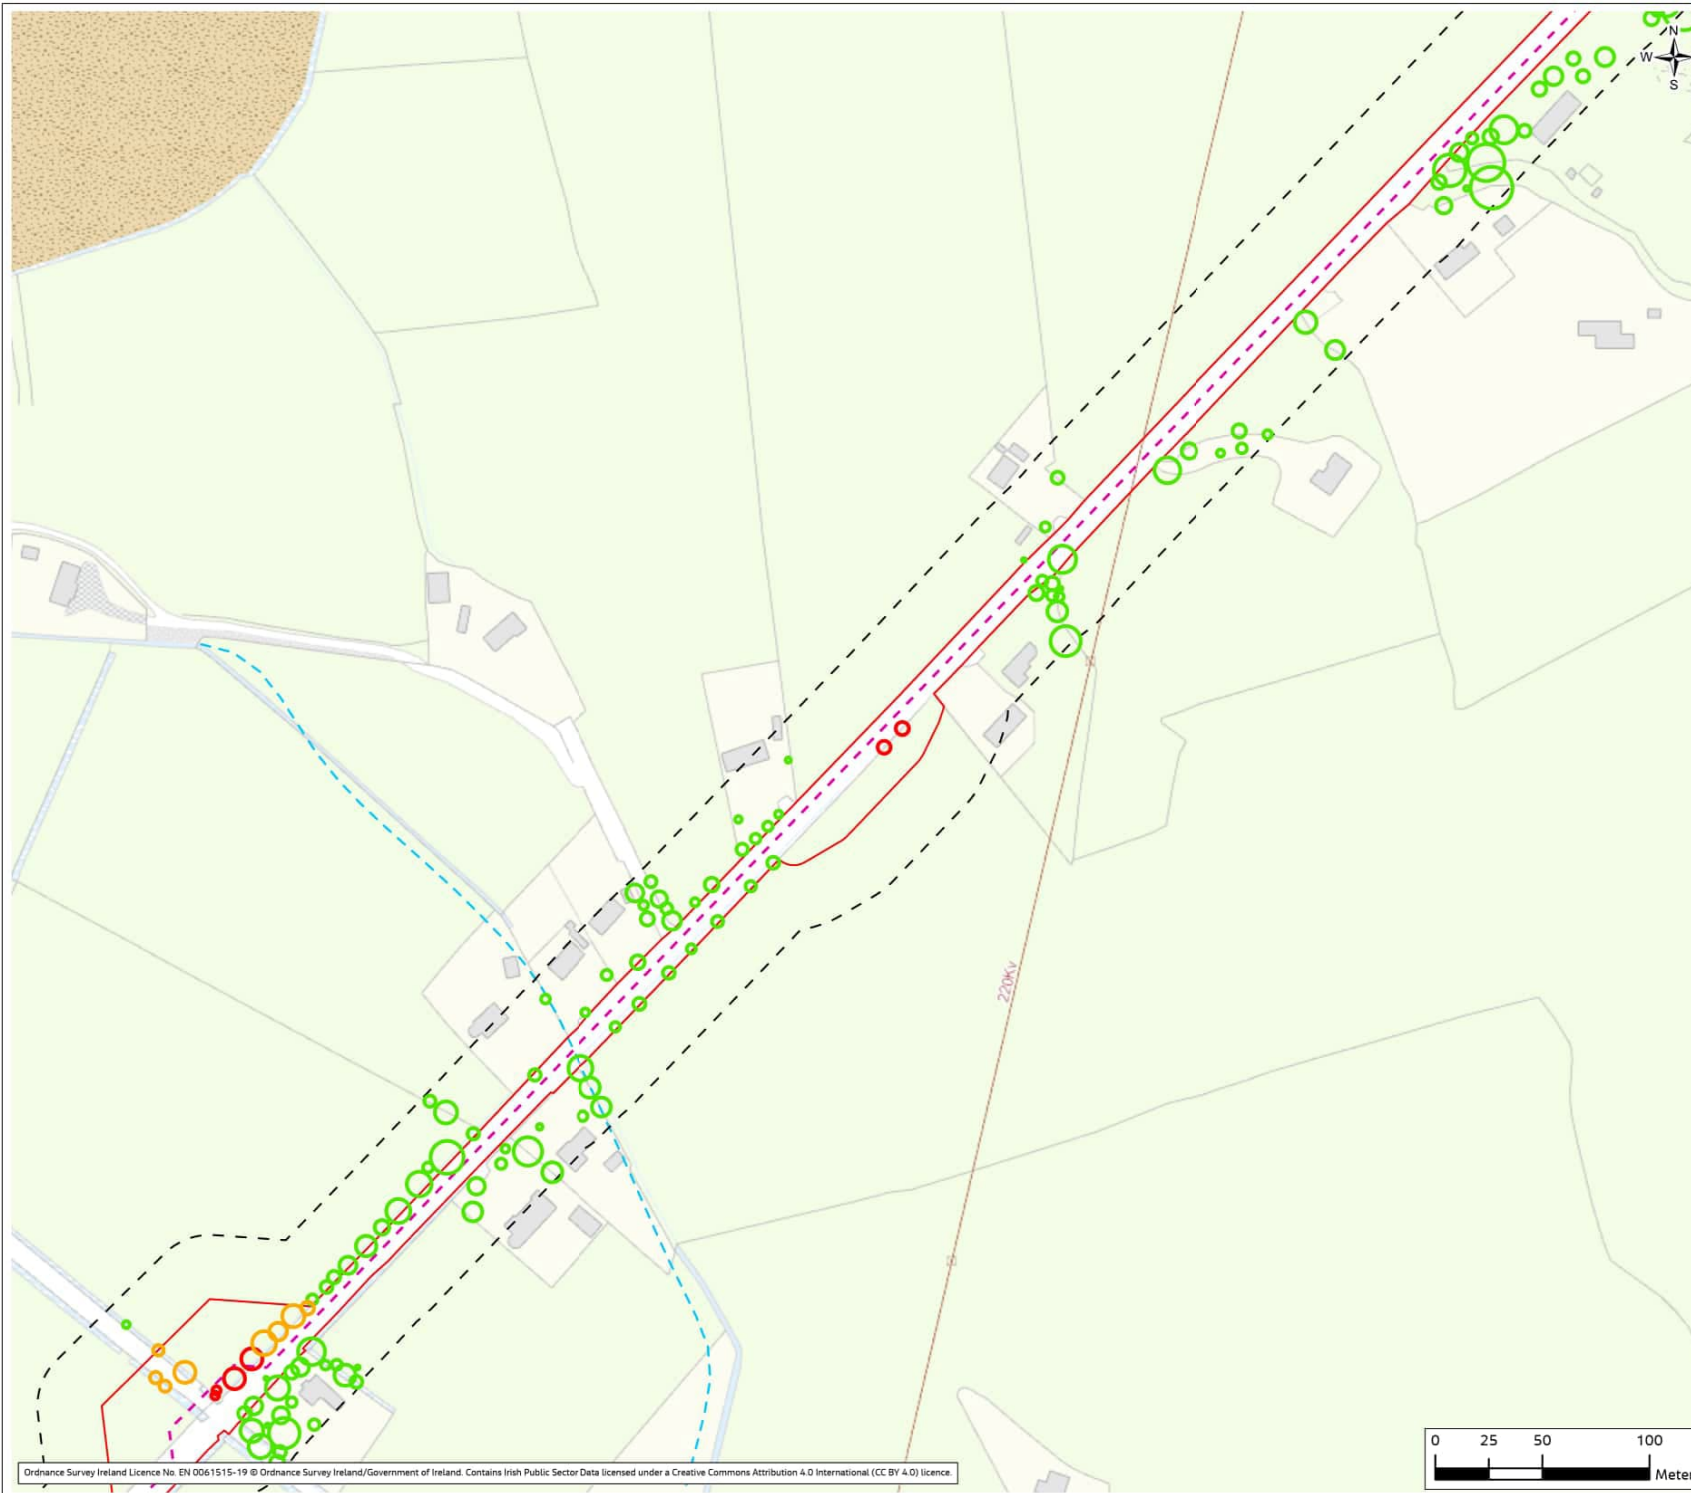 N
W
S
220Kv
0 25 50 100
Meter
Ordnance Survey Ireland Licence No. EN 0061515-19 © Ordnance Survey Ireland/Government of Ireland. Contains Irish Public Sector Data licensed under a Creative Commons Attribution 4.0 International (CC BY 4.0) licence.